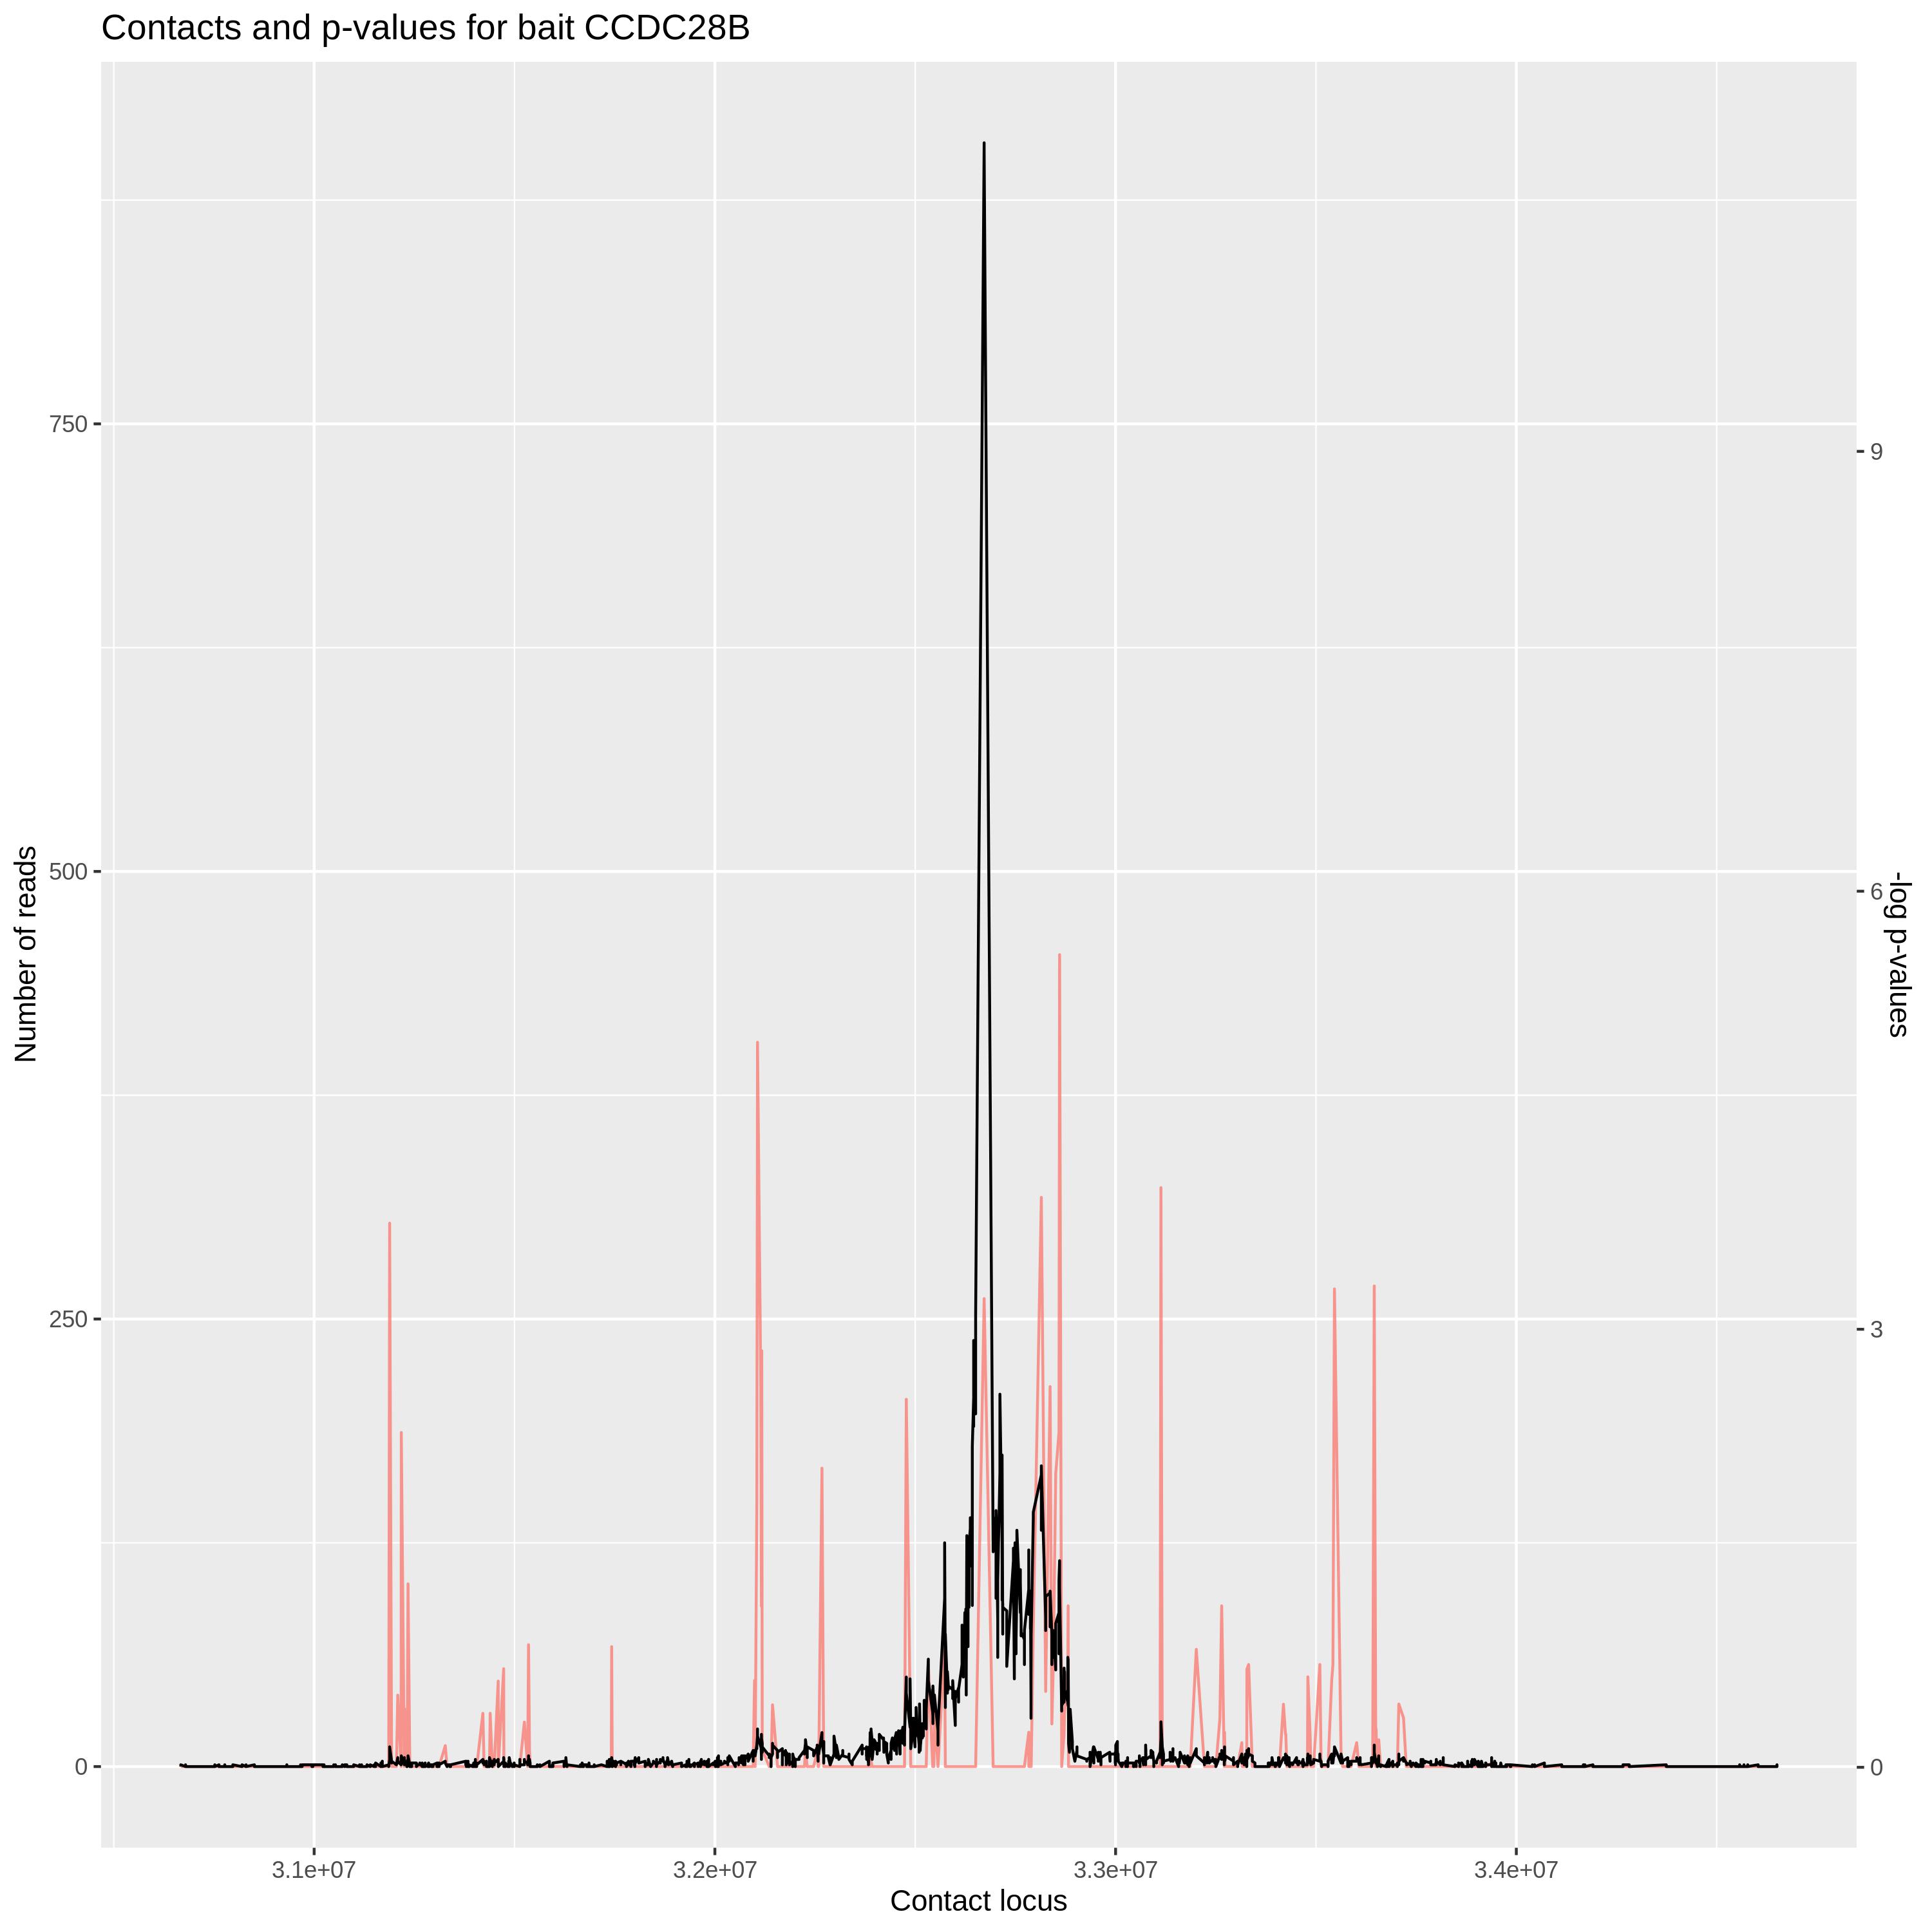 Contacts and p-values for bait CCDC28B
Number of reads
750
500
250
0
9
6
3
0
-log p-values
3.1e+07
3.2e+07
3.3e+07
3.4e+07
Contact locus